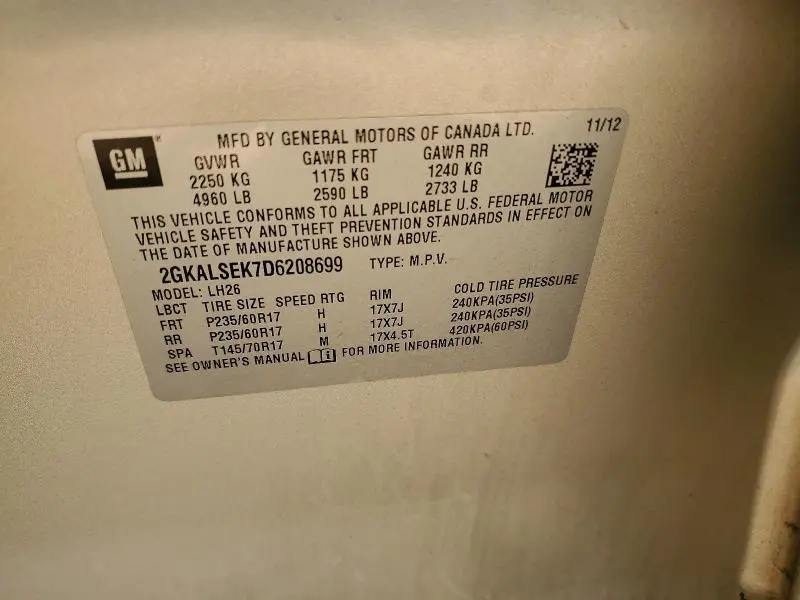 GM
MFD BY GENERAL MOTORS OF CANADA LTD. 11/12
GVWR GAWR FRT GAWR RR
2250 KG 1175 KG 1240 KG
4960 LB 2590 LB 2733 LB
THIS VEHICLE CONFORMS TO ALL APPLICABLE U.S. FEDERAL MOTOR
VEHICLE SAFETY AND THEFT PREVENTION STANDARDS IN EFFECT ON
THE DATE OF MANUFACTURE SHOWN ABOVE.
2GKALSEK7D6208699 TYPE: M.P.V.
MODEL: LH26
LBCT TIRE SIZE SPEED RTG RIM COLD TIRE PRESSURE
FRT P235/60R17 H 17X7J 240KPA(35PSI)
RR P235/60R17 H 17X7J 240KPA(35PSI)
SPA T145/70R17 M 17X4.5T 420KPA(60PSI)
SEE OWNER'S MANUAL FOR MORE INFORMATION.